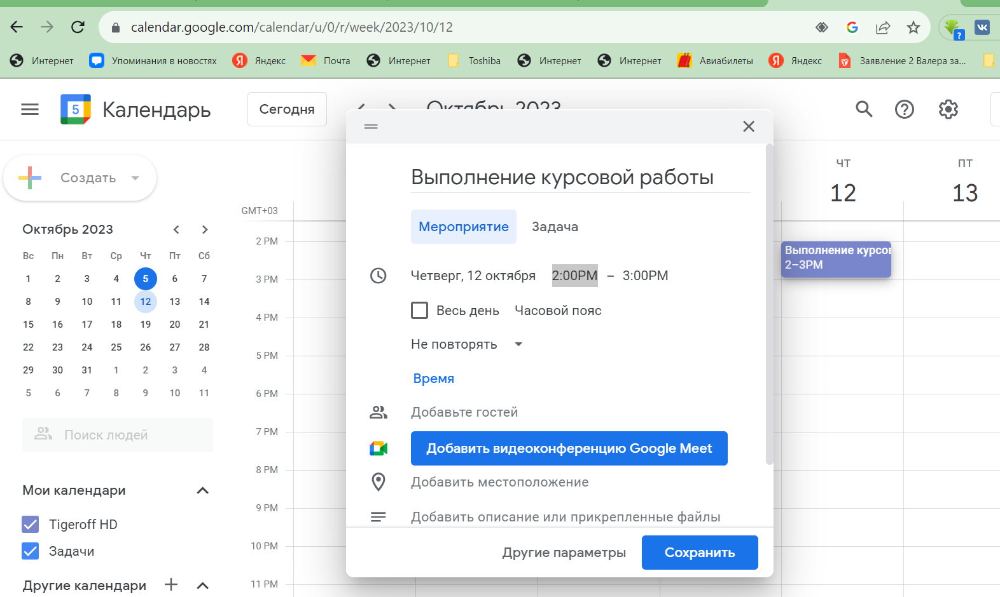 calendar.google.com/calendar/u/0/r/week/2023/10/12
Интернет Упоминания в новостях Яндекс Почта Интернет Toshiba Интернет Интернет Авиабилеты Яндекс Заявление 2 Валера за...
5 Календарь Сегодня Октябрь 2023
Создать
Выполнение курсовой работы
ЧТ ПТ
12 13
GMT+03
Мероприятие Задача
Октябрь 2023
Вс Пн Вт Ср Чт Пт Сб
1 2 3 4 5 6 7
8 9 10 11 12 13 14
15 16 17 18 19 20 21
22 23 24 25 26 27 28
29 30 31 1 2 3 4
5 6 7 8 9 10 11
Поиск людей
Мои календари
Tigeroff HD
Задачи
Другие календари
2 PM
3 PM
4 PM
5 PM
6 PM
7 PM
8 PM
9 PM
10 PM
11 PM
Четверг, 12 октября 2:00PM – 3:00PM
Весь день Часовой пояс
Не повторять
Время
Добавьте гостей
Добавить видеоконференцию Google Meet
Добавить местоположение
Добавить описание или прикрепленные файлы
Другие параметры Сохранить
Выполнение курсов
2–3PM